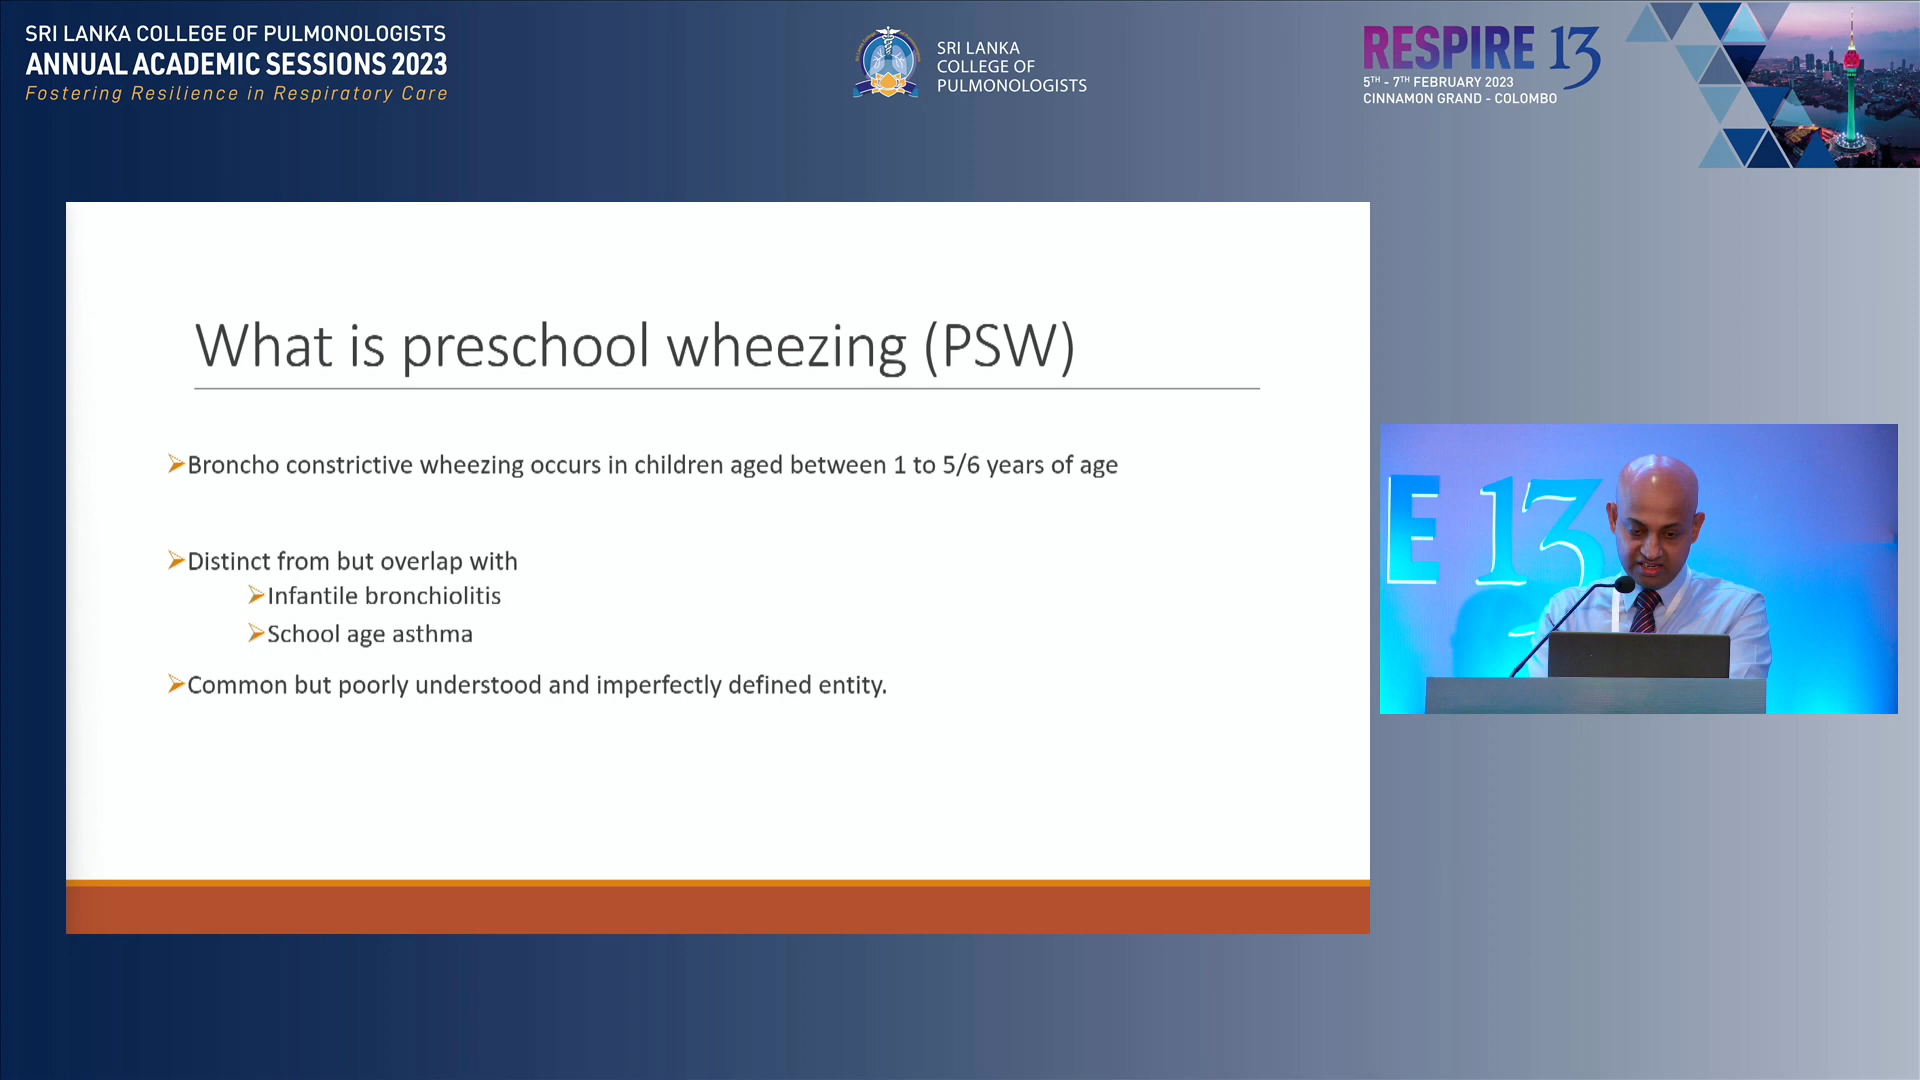 SRI LANKA COLLEGE OF PULMONOLOGISTS
ANNUAL ACADEMIC SESSIONS 2023
Fostering Resilience in Respiratory Care
SRI LANKA
COLLEGE OF
PULMONOLOGISTS
RESPIRE 13
5TH - 7TH FEBRUARY 2023
CINNAMON GRAND - COLOMBO
What is preschool wheezing (PSW)
➢Broncho constrictive wheezing occurs in children aged between 1 to 5/6 years of age
➢Distinct from but overlap with
➢Infantile bronchiolitis
➢School age asthma
➢Common but poorly understood and imperfectly defined entity.
E 13